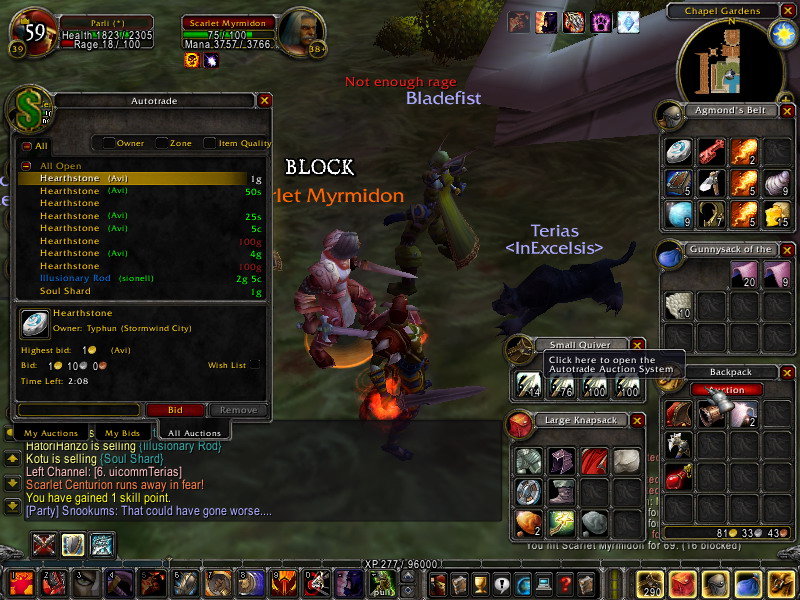 59
39
Parli (*)
Health 1823 / 2305
Rage 18 / 100
Scarlet Myrmidon
75 / 100
Mana 3757 / 3766
38+
Chapel Gardens
N
Autotrade
All
Owner
Zone
Item Quality
All Open
Hearthstone (Avi) 1g
Hearthstone (Avi) 50s
Hearthstone
Hearthstone (Avi) 25s
Hearthstone (Avi) 5c
Hearthstone 100g
Hearthstone (Avi) 4g
Hearthstone 100g
Illusionary Rod (sionell) 2g 5c
Soul Shard 1g
Hearthstone
Owner: Typhun (Stormwind City)
Highest bid: 1 (Avi)
Bid: 1 10 0
Wish List
Time Left: 2:08
Bid
Remove
My Auctions
My Bids
All Auctions
Not enough rage
Bladefist
BLOCK
Scarlet Myrmidon
Terias
<InExcelsis>
Agmond's Belt
2
5
5
9
5
15
Gunnysack of the
20
9
10
Small Quiver
Click here to open the
Autotrade Auction System
14
76
100
100
Large Knapsack
2
Backpack
Auction
2
81 33 43
HatoriHanzo is selling {Illusionary Rod}
Kotu is selling {Soul Shard}
Left Channel: [6. uicommTerias]
Scarlet Centurion runs away in fear!
You have gained 1 skill point.
[Party] Snookums: That could have gone worse....
You hit Scarlet Myrmidon for 69. (16 blocked)
XP 277 / 96000
290